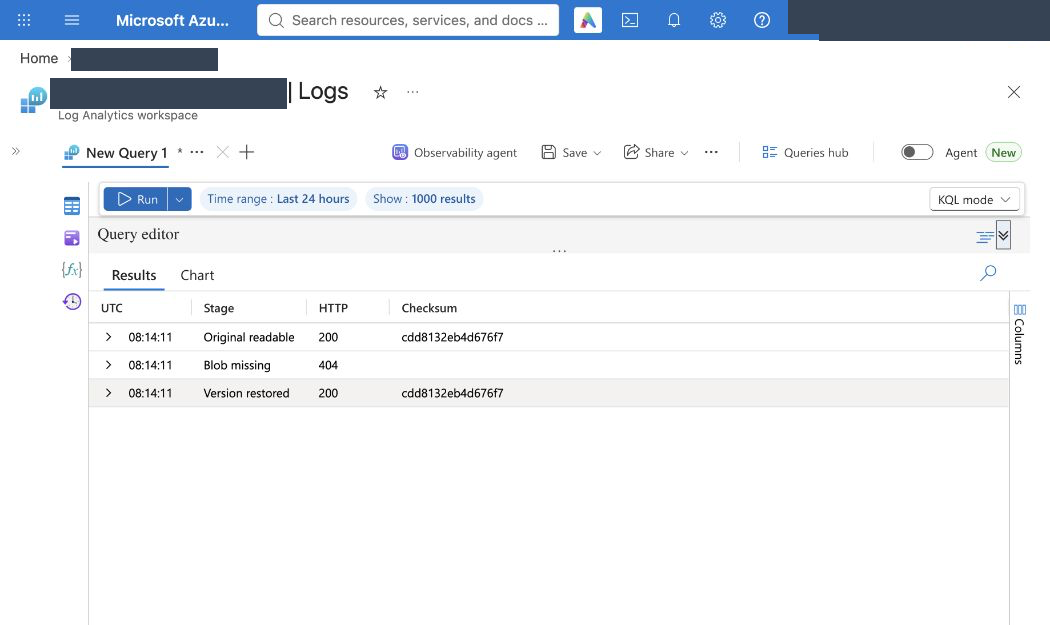 Microsoft Azu... Search resources, services, and docs ...
Home
| Logs
Log Analytics workspace
New Query 1 * Observability agent Save Share Queries hub Agent New
Run Time range : Last 24 hours Show : 1000 results KQL mode
Query editor
{fx}
Results Chart
UTC Stage HTTP Checksum
08:14:11 Original readable 200 cdd8132eb4d676f7
08:14:11 Blob missing 404
08:14:11 Version restored 200 cdd8132eb4d676f7
Columns